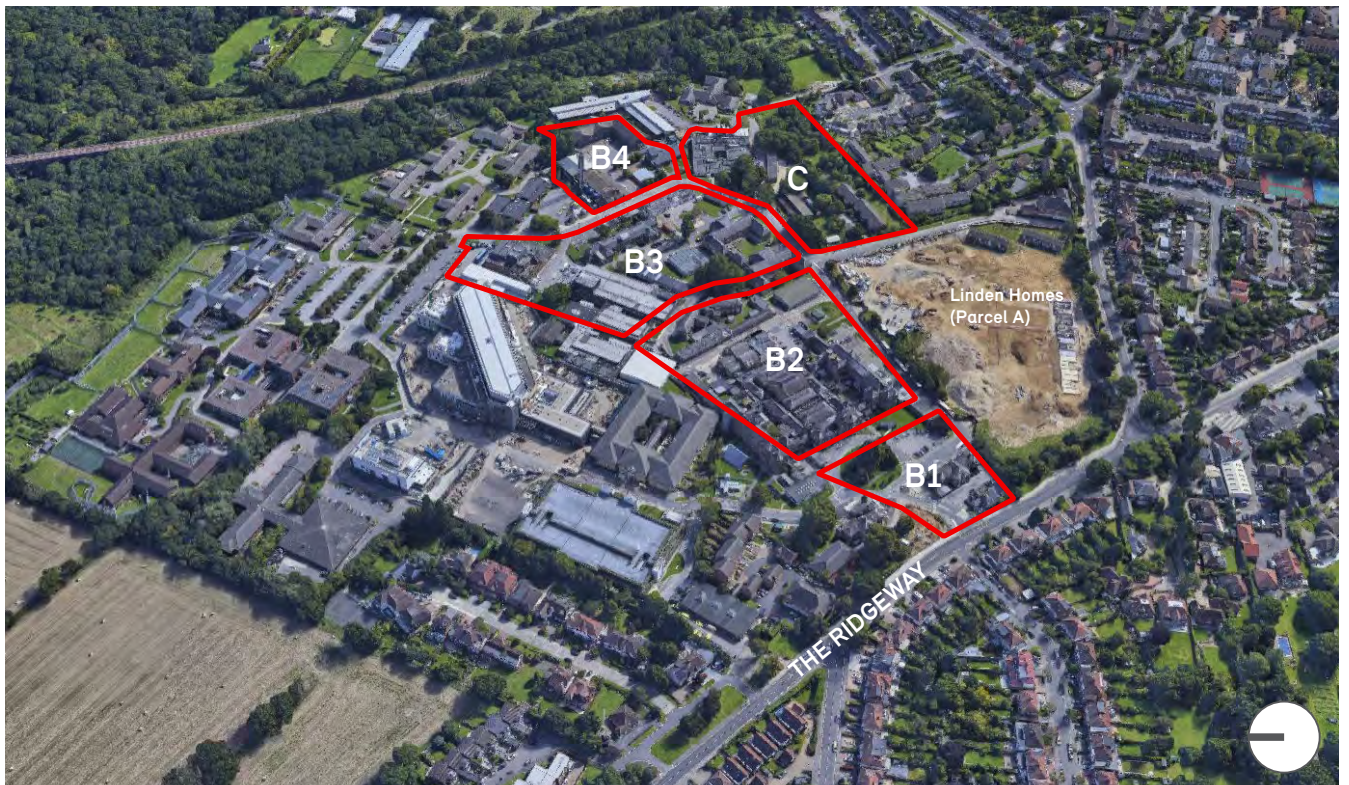 B4
C
B3
Linden Homes
(Parcel A)
B2
B1
THE RIDGEWAY